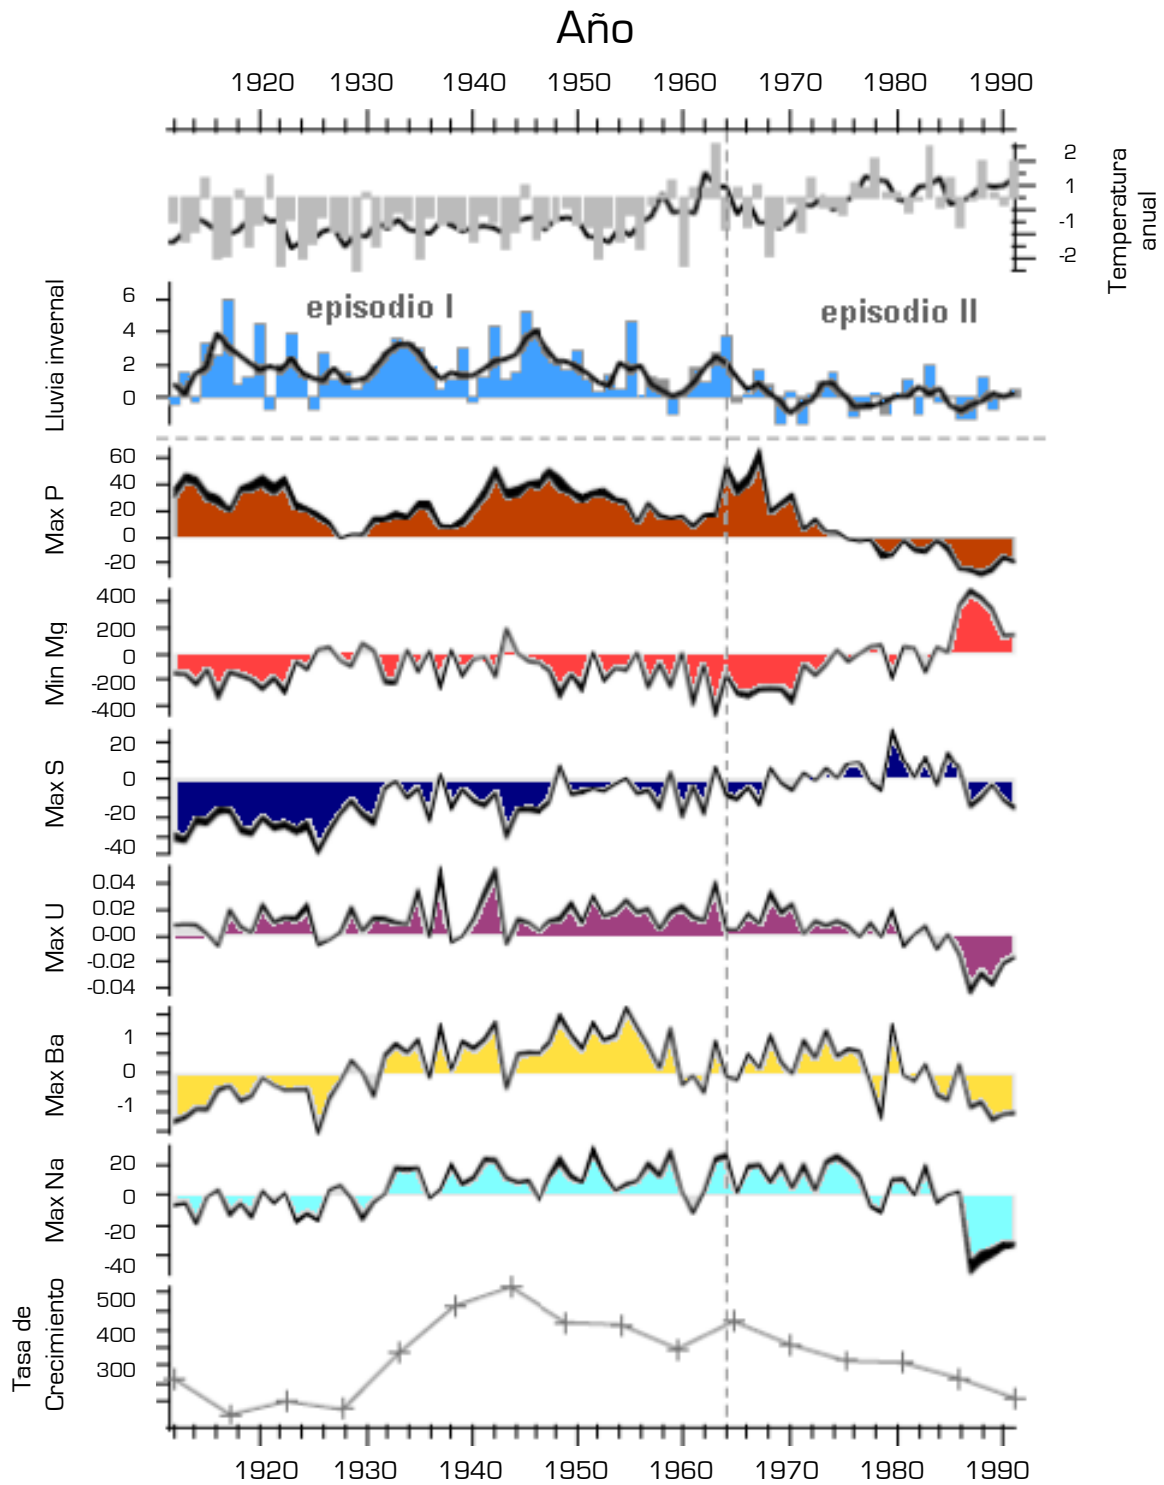 Año
1920 1930 1940 1950 1960 1970 1980 1990
2
1
-1
-2
Temperatura
anual
Lluvia invernal
6
4
2
0
episodio I
episodio II
Max P
60
40
20
0
-20
Min Mg
400
200
0
-200
-400
Max S
20
0
-20
-40
Max U
0.04
0.02
0-00
-0.02
-0.04
Max Ba
1
0
-1
Max Na
20
0
-20
-40
Tasa de
Crecimiento
500
400
300
1920 1930 1940 1950 1960 1970 1980 1990